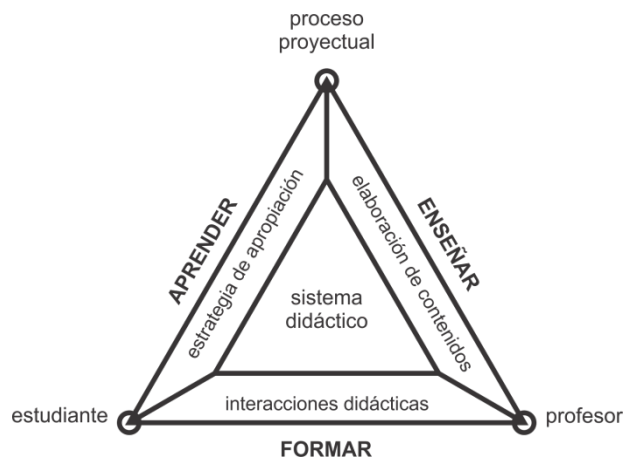 proceso
proyectual
APRENDER
estrategia de apropiación
elaboración de contenidos
ENSEÑAR
sistema
didáctico
estudiante
interacciones didácticas
profesor
FORMAR